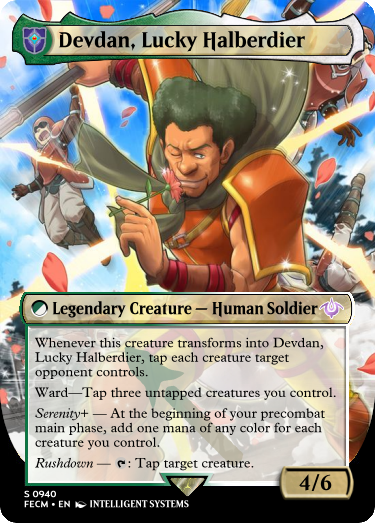 Devdan, Lucky Halberdier
Legendary Creature — Human Soldier
Whenever this creature transforms into Devdan,
Lucky Halberdier, tap each creature target
opponent controls.
Ward—Tap three untapped creatures you control.
Serenity+ — At the beginning of your precombat
main phase, add one mana of any color for each
creature you control.
Rushdown — : Tap target creature.
4/6
S 0940
FECM • EN INTELLIGENT SYSTEMS